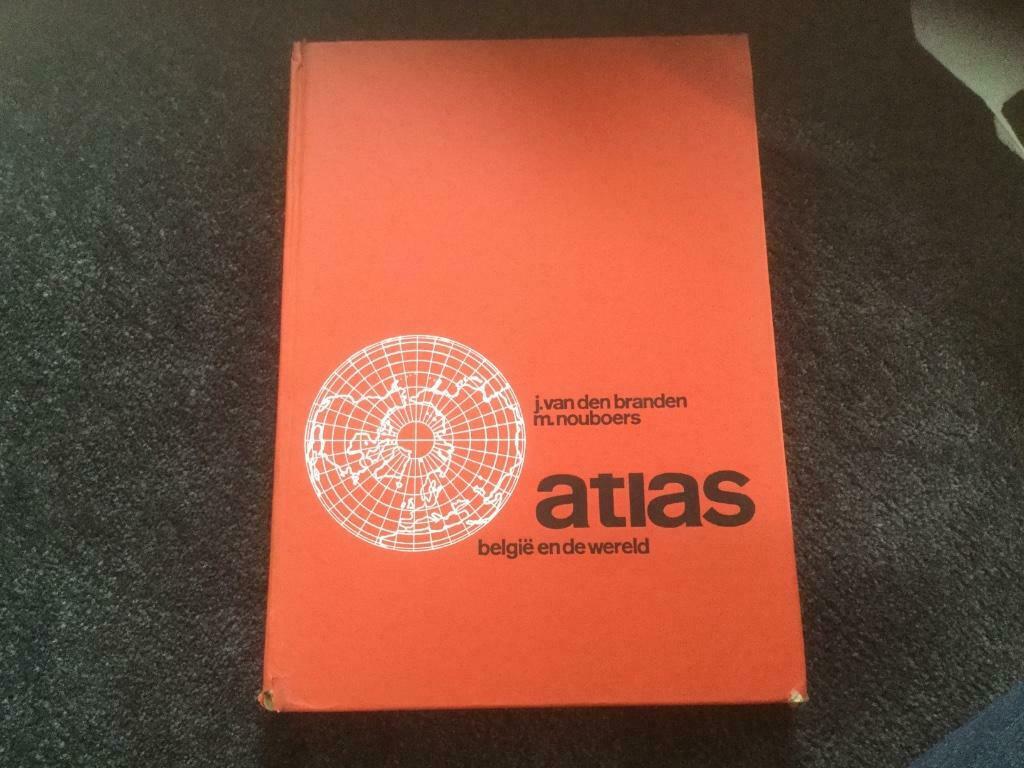 j. van den branden
m. nouboers
atlas
belgië en de wereld